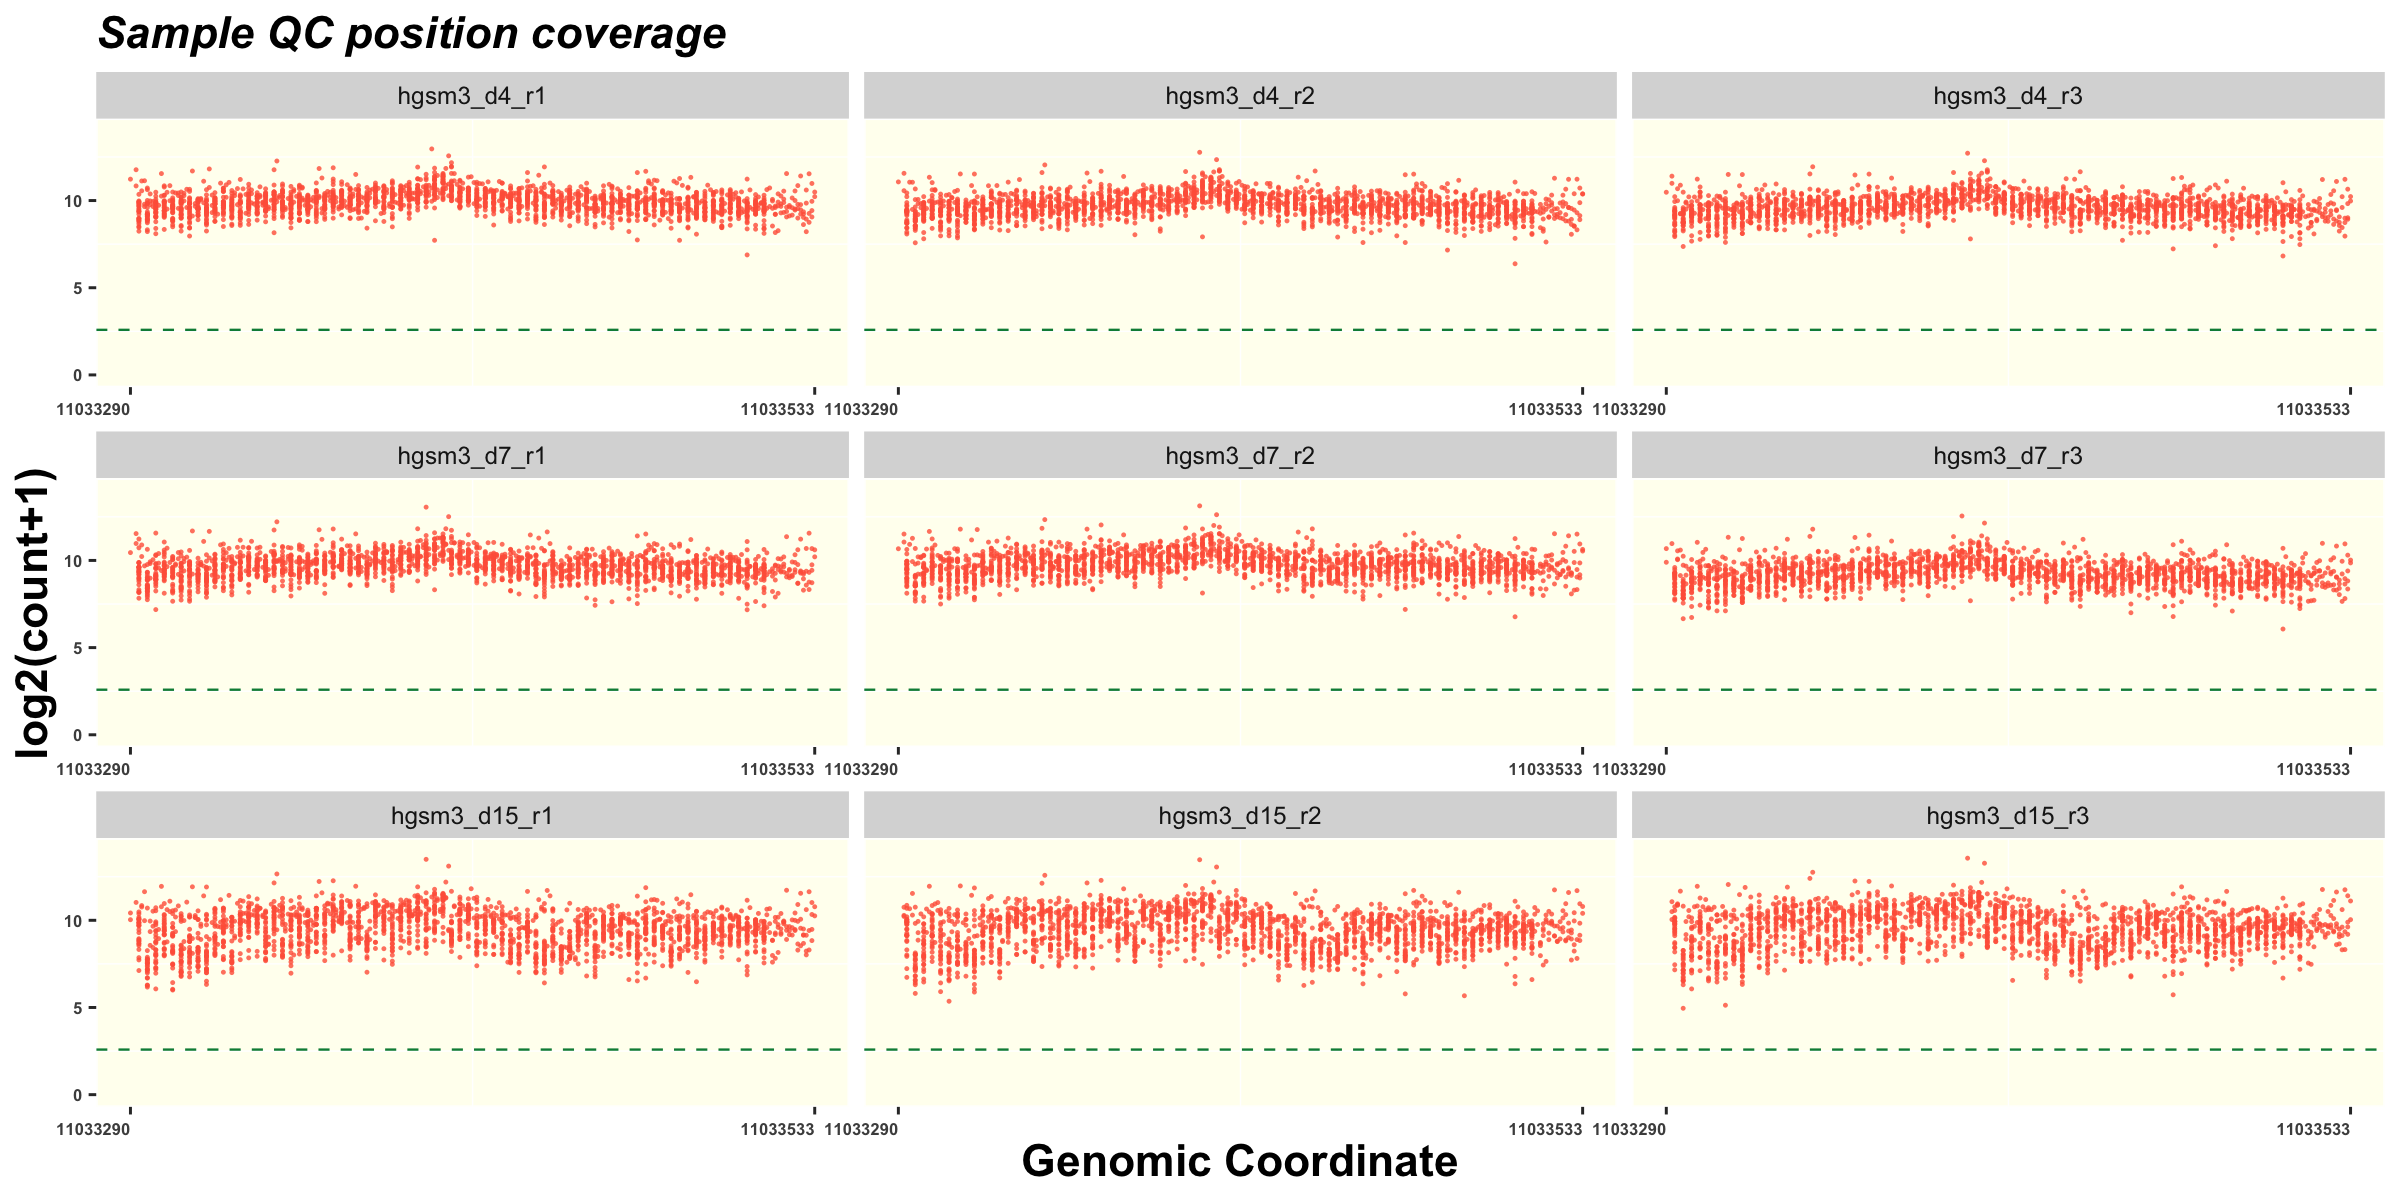 Sample QC position coverage
hgsm3_d4_r1
hgsm3_d4_r2
hgsm3_d4_r3
10
5
0
11033290
11033533
11033290
11033533
11033290
11033533
hgsm3_d7_r1
hgsm3_d7_r2
hgsm3_d7_r3
10
5
0
11033290
11033533
11033290
11033533
11033290
11033533
hgsm3_d15_r1
hgsm3_d15_r2
hgsm3_d15_r3
10
5
0
11033290
11033533
11033290
11033533
11033290
11033533
log2(count+1)
Genomic Coordinate